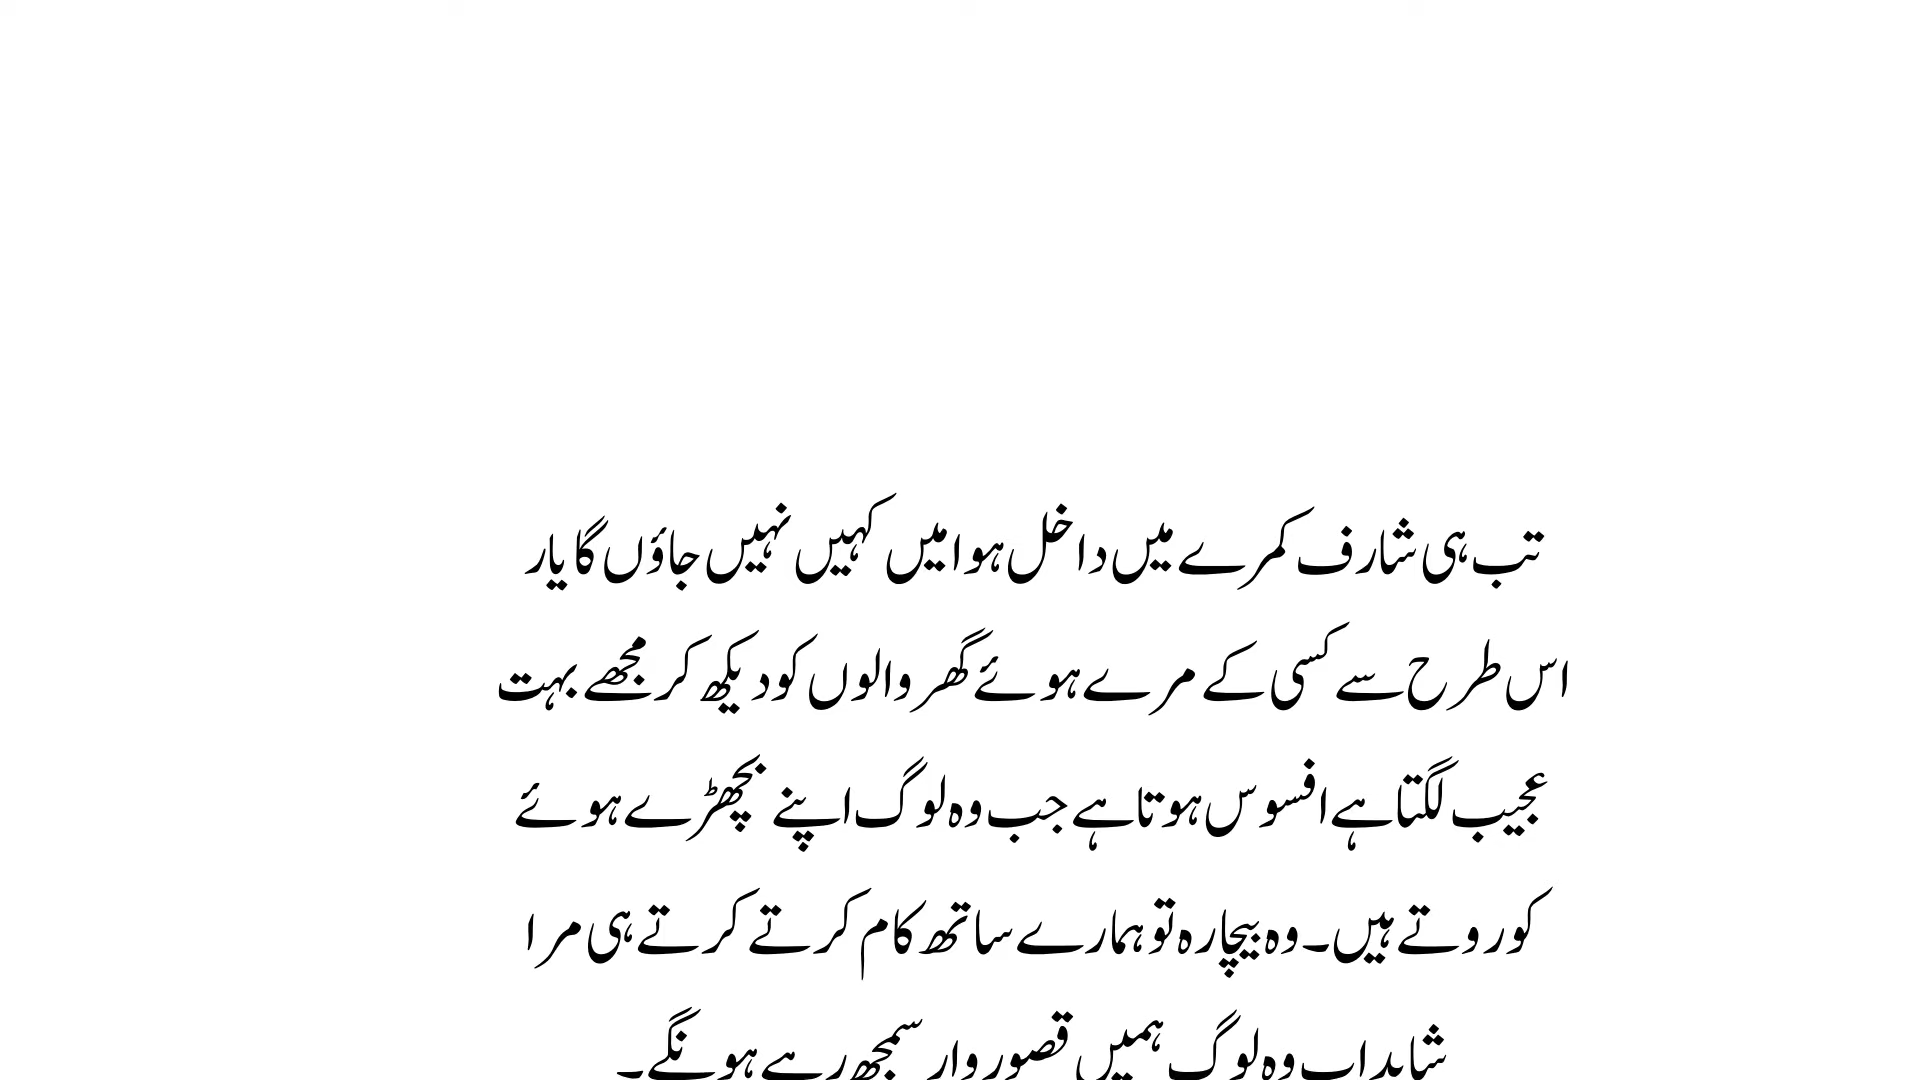 تب ہی شارف کمرے میں داخل ہوا میں کہیں نہیں جاؤں گا یار
اس طرح سے کسی کے مرے ہوئے گھر والوں کو دیکھ کر مجھے بہت
عجیب لگتا ہے افسوس ہوتا ہے جب وہ لوگ اپنے بچھڑے ہوئے
کو روتے ہیں۔ وہ بیچارہ تو ہمارے ساتھ کام کرتے کرتے ہی مرا
شاید اب وہ لوگ ہمیں قصور وار سمجھ رہے ہونگے۔